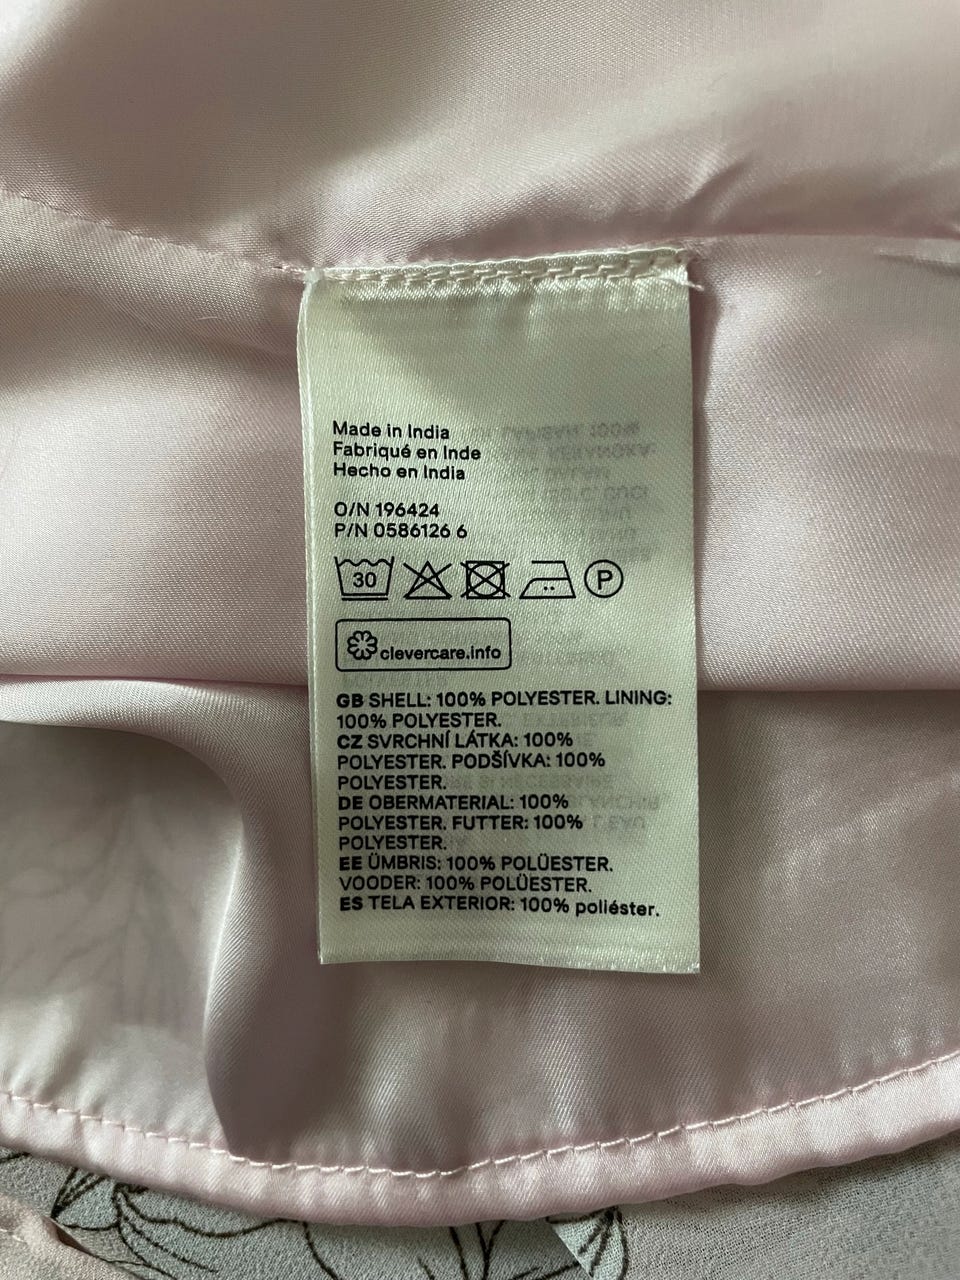 Made in India
Fabriqué en Inde
Hecho en India
O/N 196424
P/N 0586126 6
30 P
clevercare.info
GB SHELL: 100% POLYESTER. LINING:
100% POLYESTER.
CZ SVRCHNÍ LÁTKA: 100%
POLYESTER. PODŠÍVKA: 100%
POLYESTER.
DE OBERMATERIAL: 100%
POLYESTER. FUTTER: 100%
POLYESTER.
EE ÜMBRIS: 100% POLÜESTER.
VOODER: 100% POLÜESTER.
ES TELA EXTERIOR: 100% poliéster.